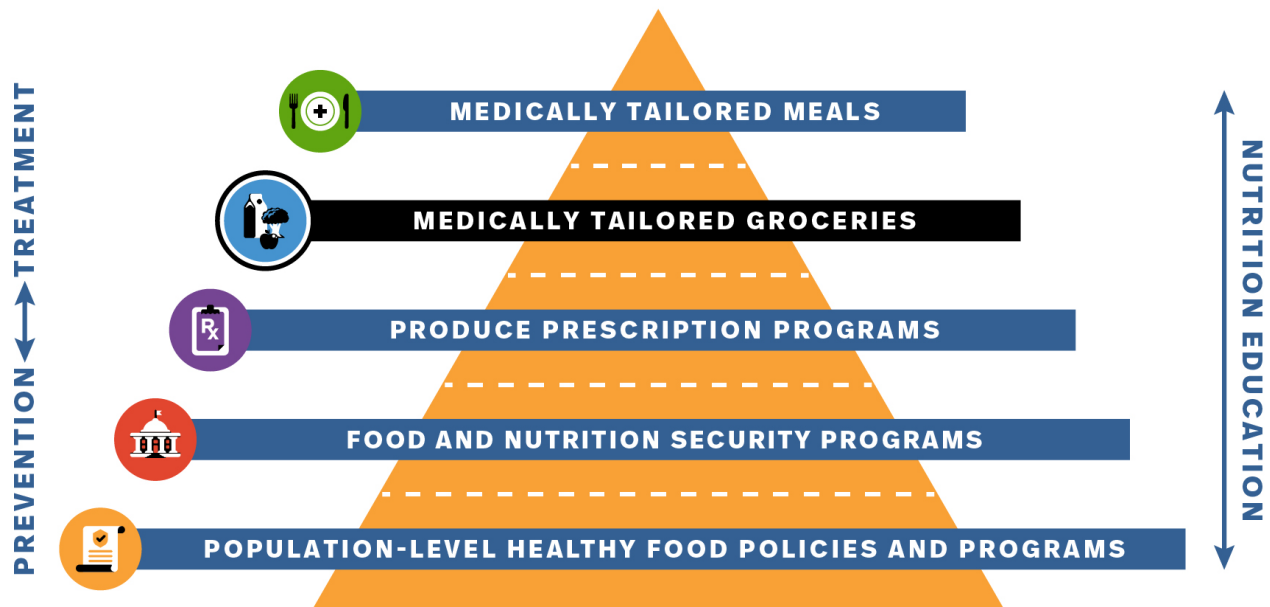 MEDICALLY TAILORED MEALS
MEDICALLY TAILORED GROCERIES
Rx
PRODUCE PRESCRIPTION PROGRAMS
FOOD AND NUTRITION SECURITY PROGRAMS
POPULATION-LEVEL HEALTHY FOOD POLICIES AND PROGRAMS
PREVENTION TREATMENT
NUTRITION EDUCATION